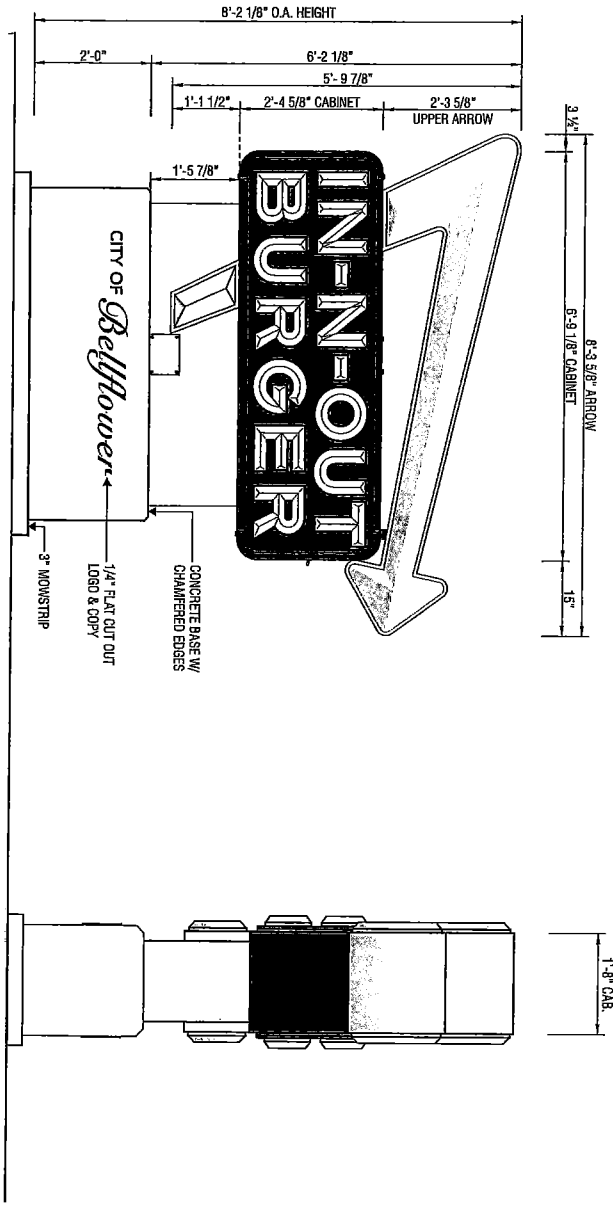 8'-3 5/8" ARROW
6'-9 1/8" CABINET
3 ½"
15"
8'-2 1/8" O.A. HEIGHT
6'-2 1/8"
2'-0"
5'- 9 7/8"
2'-3 5/8"
UPPER ARROW
2'-4 5/8" CABINET
1'-1 1/2"
1'-5 7/8"
IN-N-OUT
BURGER
CITY OF Bellflower
CONCRETE BASE W/
CHAMFERED EDGES
1/4" FLAT CUT OUT
LOGO & COPY
3" MOWSTRIP
1'-8" CAB.